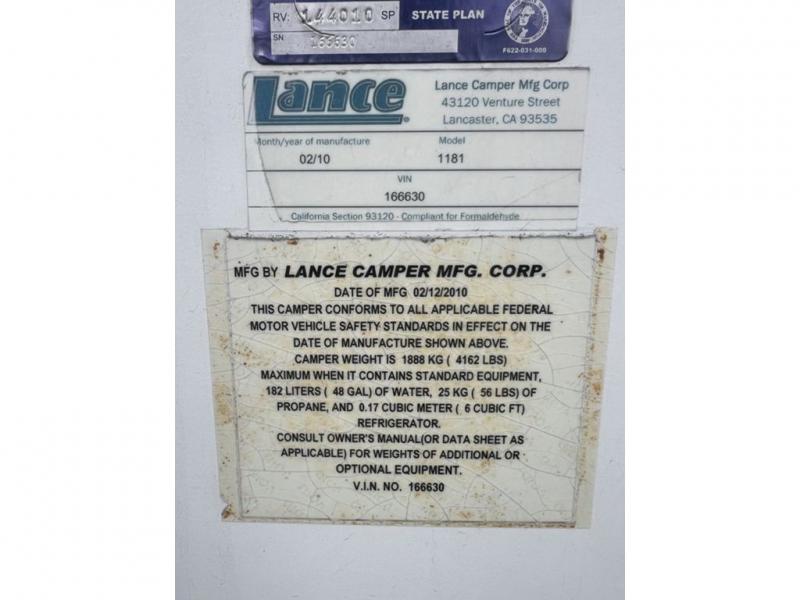 RV: 144010 SP STATE PLAN
SN 166630
F622-031-000
Lance
Lance Camper Mfg Corp
43120 Venture Street
Lancaster, CA 93535
Month/year of manufacture Model
02/10 1181
VIN
166630
California Section 93120 - Compliant for Formaldehyde
MFG BY LANCE CAMPER MFG. CORP.
DATE OF MFG 02/12/2010
THIS CAMPER CONFORMS TO ALL APPLICABLE FEDERAL
MOTOR VEHICLE SAFETY STANDARDS IN EFFECT ON THE
DATE OF MANUFACTURE SHOWN ABOVE.
CAMPER WEIGHT IS 1888 KG ( 4162 LBS)
MAXIMUM WHEN IT CONTAINS STANDARD EQUIPMENT,
182 LITERS ( 48 GAL) OF WATER, 25 KG ( 56 LBS) OF
PROPANE, AND 0.17 CUBIC METER ( 6 CUBIC FT)
REFRIGERATOR.
CONSULT OWNER'S MANUAL(OR DATA SHEET AS
APPLICABLE) FOR WEIGHTS OF ADDITIONAL OR
OPTIONAL EQUIPMENT.
V.I.N. NO. 166630